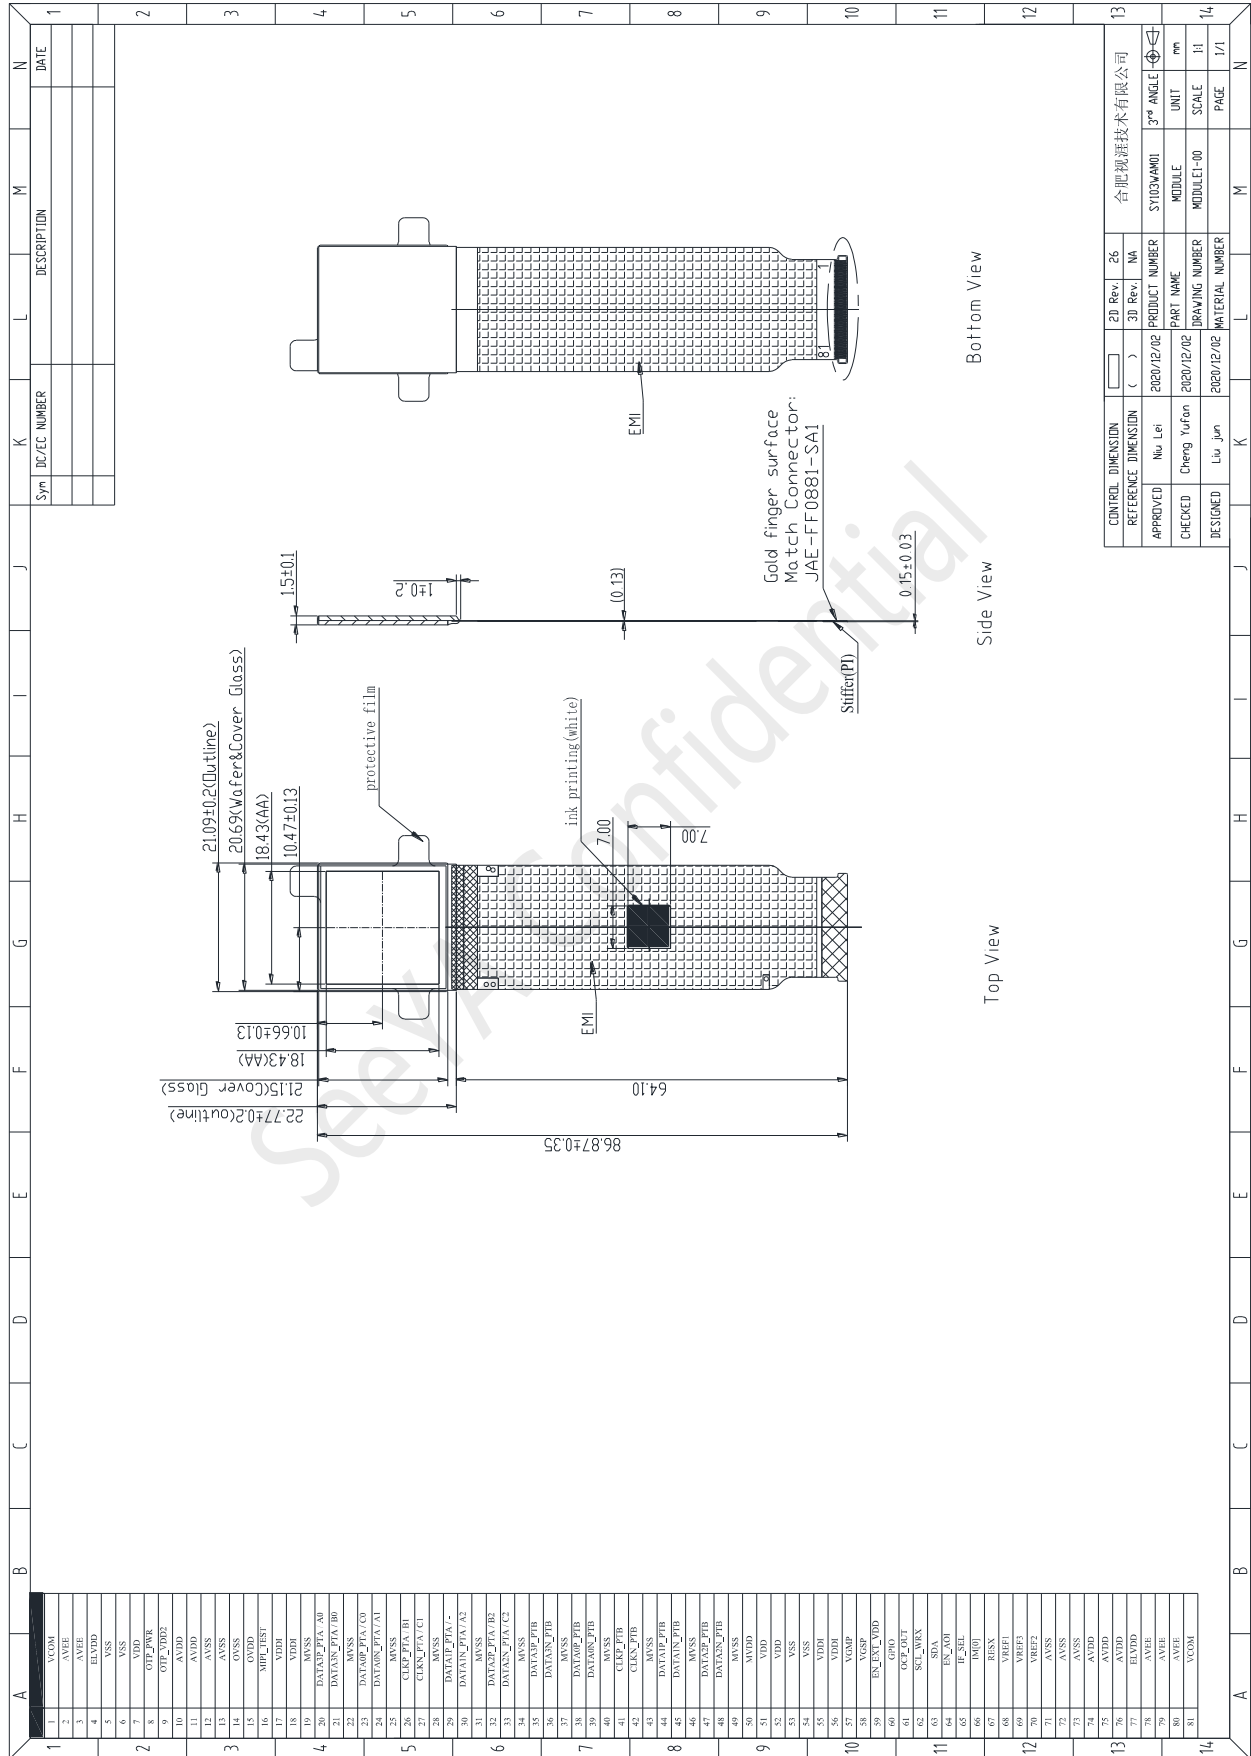 Sym DC/EC NUMBER DESCRIPTION DATE
1 2 3 4 5 6 7 8 9 10 11 12 13 14
A B C D E F G H I J K L M N
1 VCOM
2 AVEE
3 AVEE
4 ELVDD
5 VSS
6 VSS
7 VDD
8 OTP_PWR
9 OTP_VDD2
10 AVDD
11 AVDD
12 AVSS
13 AVSS
14 OVSS
15 OVDD
16 MIPI_TEST
17 VDDI
18 VDDI
19 MVSS
20 DATA3P_PTA / A0
21 DATA3N_PTA / B0
22 MVSS
23 DATA0P_PTA / C0
24 DATA0N_PTA / A1
25 MVSS
26 CLKP_PTA / B1
27 CLKN_PTA / C1
28 MVSS
29 DATA1P_PTA / -
30 DATA1N_PTA / A2
31 MVSS
32 DATA2P_PTA / B2
33 DATA2N_PTA / C2
34 MVSS
35 DATA3P_PTB
36 DATA3N_PTB
37 MVSS
38 DATA0P_PTB
39 DATA0N_PTB
40 MVSS
41 CLKP_PTB
42 CLKN_PTB
43 MVSS
44 DATA1P_PTB
45 DATA1N_PTB
46 MVSS
47 DATA2P_PTB
48 DATA2N_PTB
49 MVSS
50 MVDD
51 VDD
52 VDD
53 VSS
54 VSS
55 VDDI
56 VDDI
57 VGMP
58 VGSP
59 EN_EXT_VDD
60 GPIO
61 OCP_OUT
62 SCL_WRX
63 SDA
64 EN_AOI
65 IF_SEL
66 IM[0]
67 RESX
68 VREF1
69 VREF3
70 VREF2
71 AVSS
72 AVSS
73 AVSS
74 AVDD
75 AVDD
76 AVDD
77 ELVDD
78 AVEE
79 AVEE
80 AVEE
81 VCOM
21.09±0.2(Outline)
20.69(Wafer&Cover Glass)
18.43(AA)
10.47±0.13
10.66±0.13
18.43(AA)
21.15(Cover Glass)
22.77±0.2(outline)
64.10
86.87±0.35
protective film
ink printing(white)
7.00
7.00
EMI
Top View
1.5±0.1
1±0.2
(0.13)
Gold finger surface
Match Connector:
JAE-FF0881-SA1
0.15±0.03
Stiffer(PI)
Side View
EMI
81 1
Bottom View
SeeYA Confidential
CONTROL DIMENSION 2D Rev. 26 合肥视涯技术有限公司
REFERENCE DIMENSION ( ) 3D Rev. NA
APPROVED Niu Lei 2020/12/02 PRODUCT NUMBER SY103WAM01 3rd ANGLE
PART NAME MODULE UNIT mm
CHECKED Cheng Yufan 2020/12/02 DRAWING NUMBER MODULE1-00 SCALE 1:1
DESIGNED Liu jun 2020/12/02 MATERIAL NUMBER PAGE 1/1